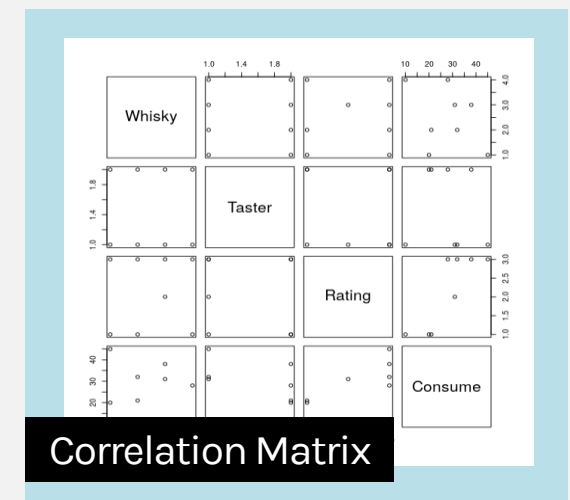 1.0 1.4 1.8 10 20 30 40
Whisky
1.0 2.0 3.0 4.0
1.0 1.4 1.8
Taster
Rating
1.0 1.5 2.0 2.5 3.0
20 30 40
Consume
Correlation Matrix